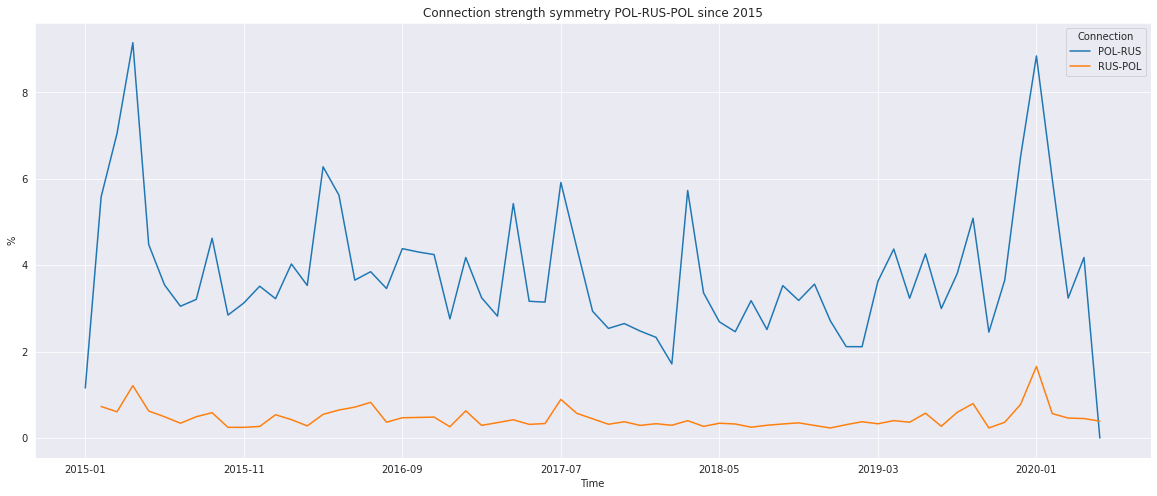 Connection strength symmetry POL-RUS-POL since 2015
Connection
POL-RUS
RUS-POL
%
8
6
4
2
0
2015-01 2015-11 2016-09 2017-07 2018-05 2019-03 2020-01
Time